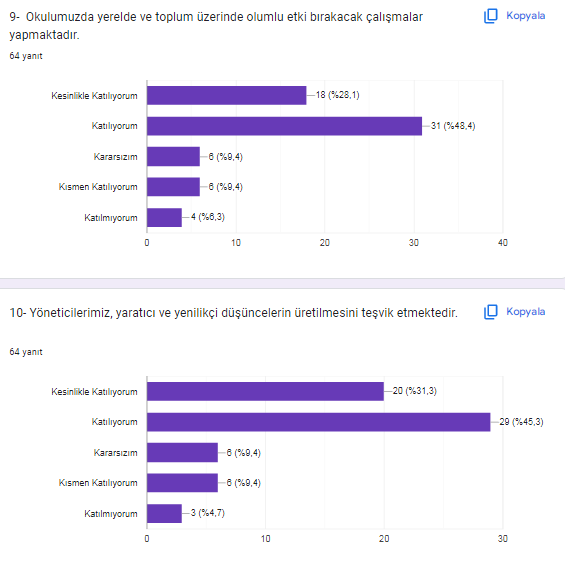 9- Okulumuzda yerelde ve toplum üzerinde olumlu etki bırakacak çalışmalar
yapmaktadır.
Kopyala
64 yanıt
Kesinlikle Katılıyorum
18 (%28,1)
Katılıyorum
31 (%48,4)
Kararsızım
6 (%9,4)
Kısmen Katılıyorum
6 (%9,4)
Katılmıyorum
4 (%6,3)
0 10 20 30 40
10- Yöneticilerimiz, yaratıcı ve yenilikçi düşüncelerin üretilmesini teşvik etmektedir.
Kopyala
64 yanıt
Kesinlikle Katılıyorum
20 (%31,3)
Katılıyorum
29 (%45,3)
Kararsızım
6 (%9,4)
Kısmen Katılıyorum
6 (%9,4)
Katılmıyorum
3 (%4,7)
0 10 20 30